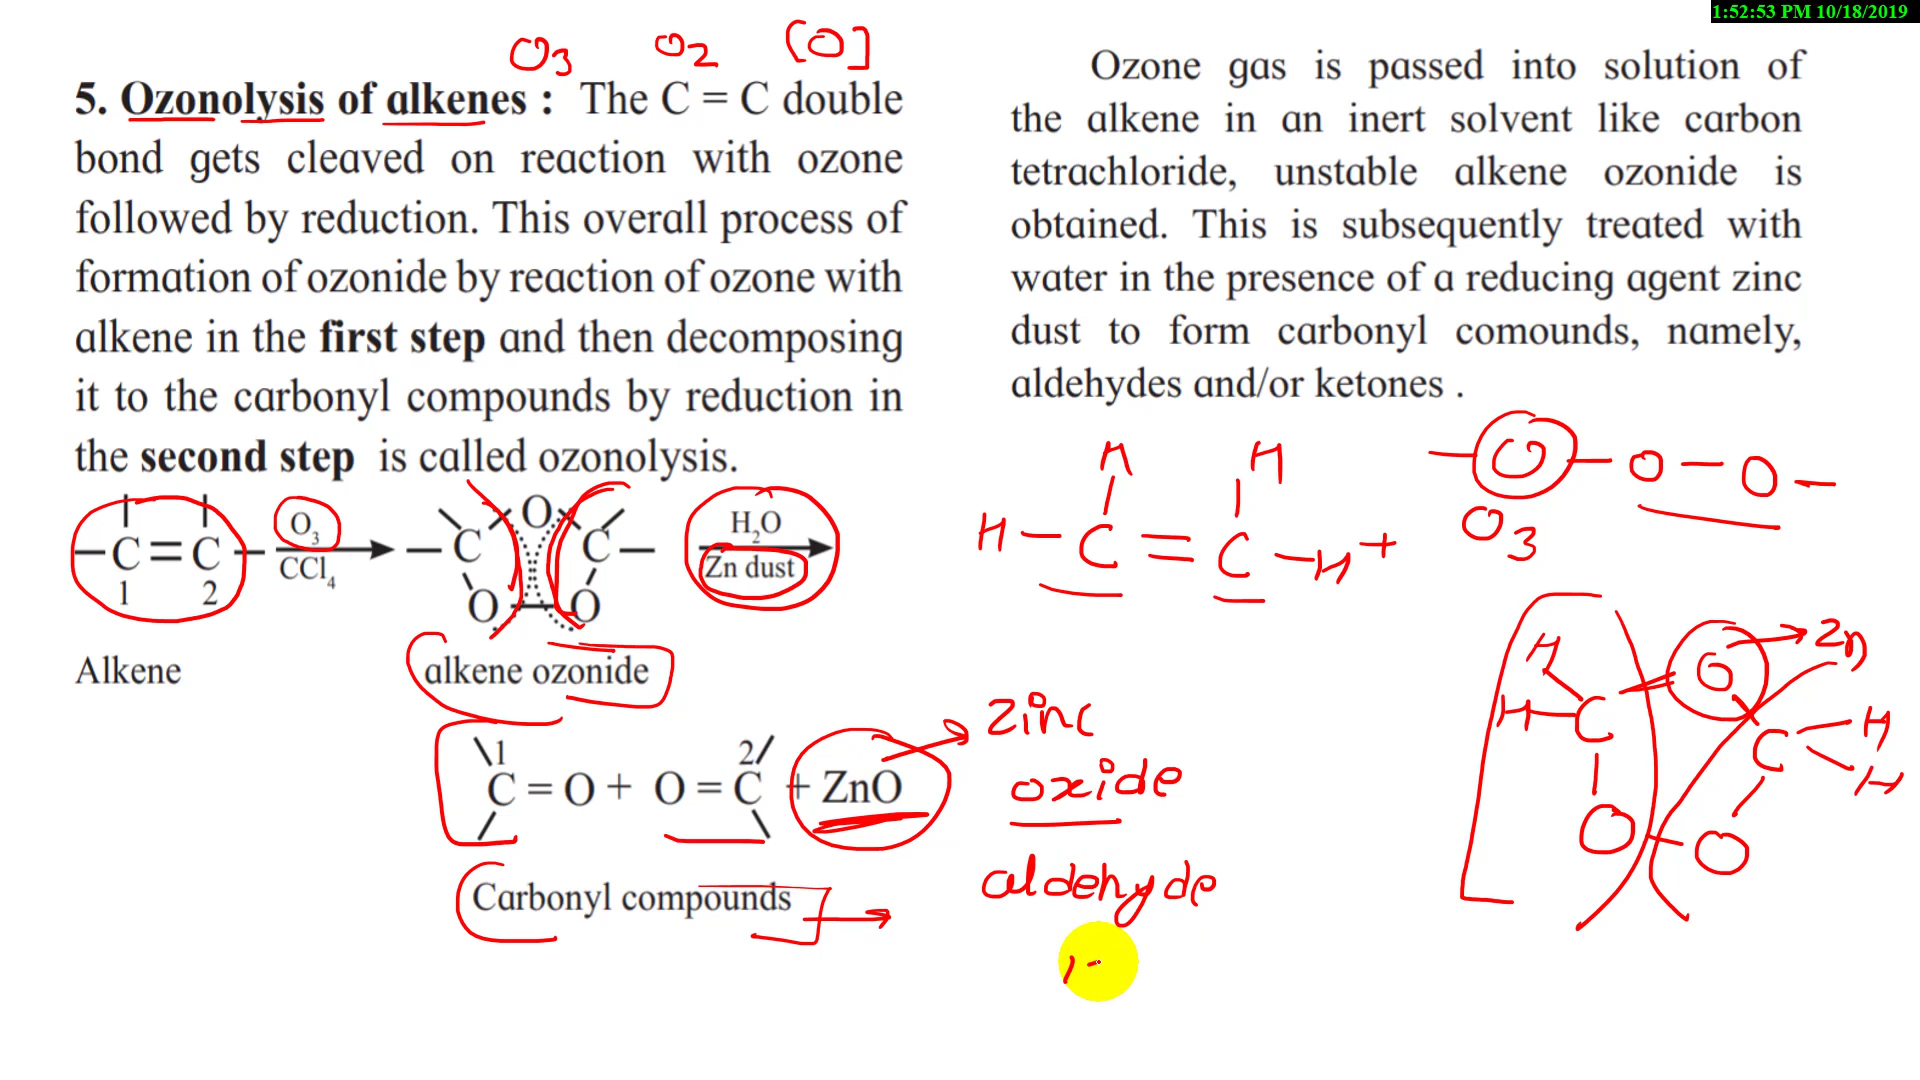 1:52:53 PM 10/18/2019
O3 O2 [O]
5. Ozonolysis of alkenes : The C = C double
bond gets cleaved on reaction with ozone
followed by reduction. This overall process of
formation of ozonide by reaction of ozone with
alkene in the first step and then decomposing
it to the carbonyl compounds by reduction in
the second step is called ozonolysis.
O3
CCl4
H2O
Zn dust
–C=C–
1 2
O
–C C–
O–O
Alkene
alkene ozonide
1 2
C = O + O = C + ZnO
Carbonyl compounds
Ozone gas is passed into solution of
the alkene in an inert solvent like carbon
tetrachloride, unstable alkene ozonide is
obtained. This is subsequently treated with
water in the presence of a reducing agent zinc
dust to form carbonyl comounds, namely,
aldehydes and/or ketones .
H H
H–C=C–H +
–O–O–O–
O3
H O Zn
H–C C H
H
O–O
Zinc
oxide
aldehyde